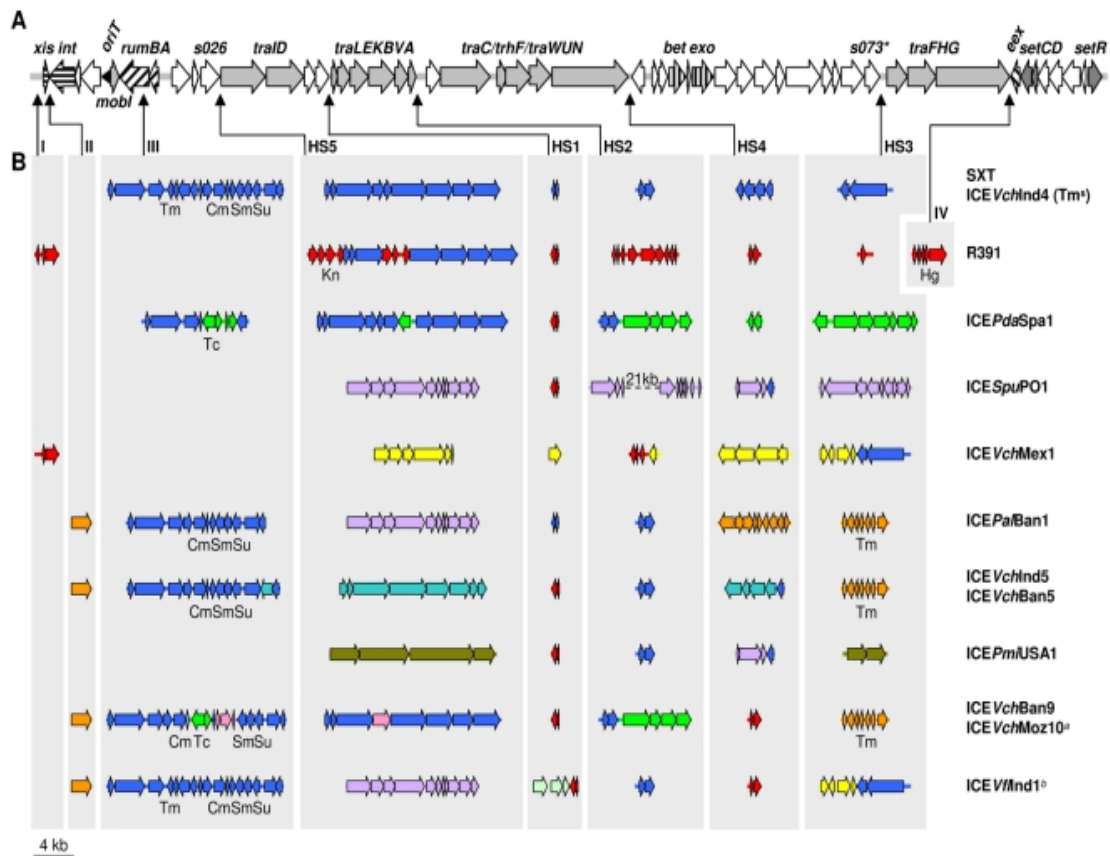 A
xis int oriT rumBA s026 traID traLEKBVA traC/trhF/traWUN bet exo s073* traFHG eex setCD setR
mobI
I II III HS5 HS1 HS2 HS4 HS3
B
SXT
ICEVchInd4 (Tmˢ)
Tm CmSmSu
IV
R391
Kn Hg
ICEPdaSpa1
Tc
21kb
ICESpuPO1
ICEVchMex1
ICEPalBan1
CmSmSu Tm
ICEVchInd5
ICEVchBan5
CmSmSu Tm
ICEPmiUSA1
ICEVchBan9
ICEVchMoz10ᵃ
Cm Tc SmSu Tm
ICEVflInd1ᵇ
Tm CmSmSu
4 kb